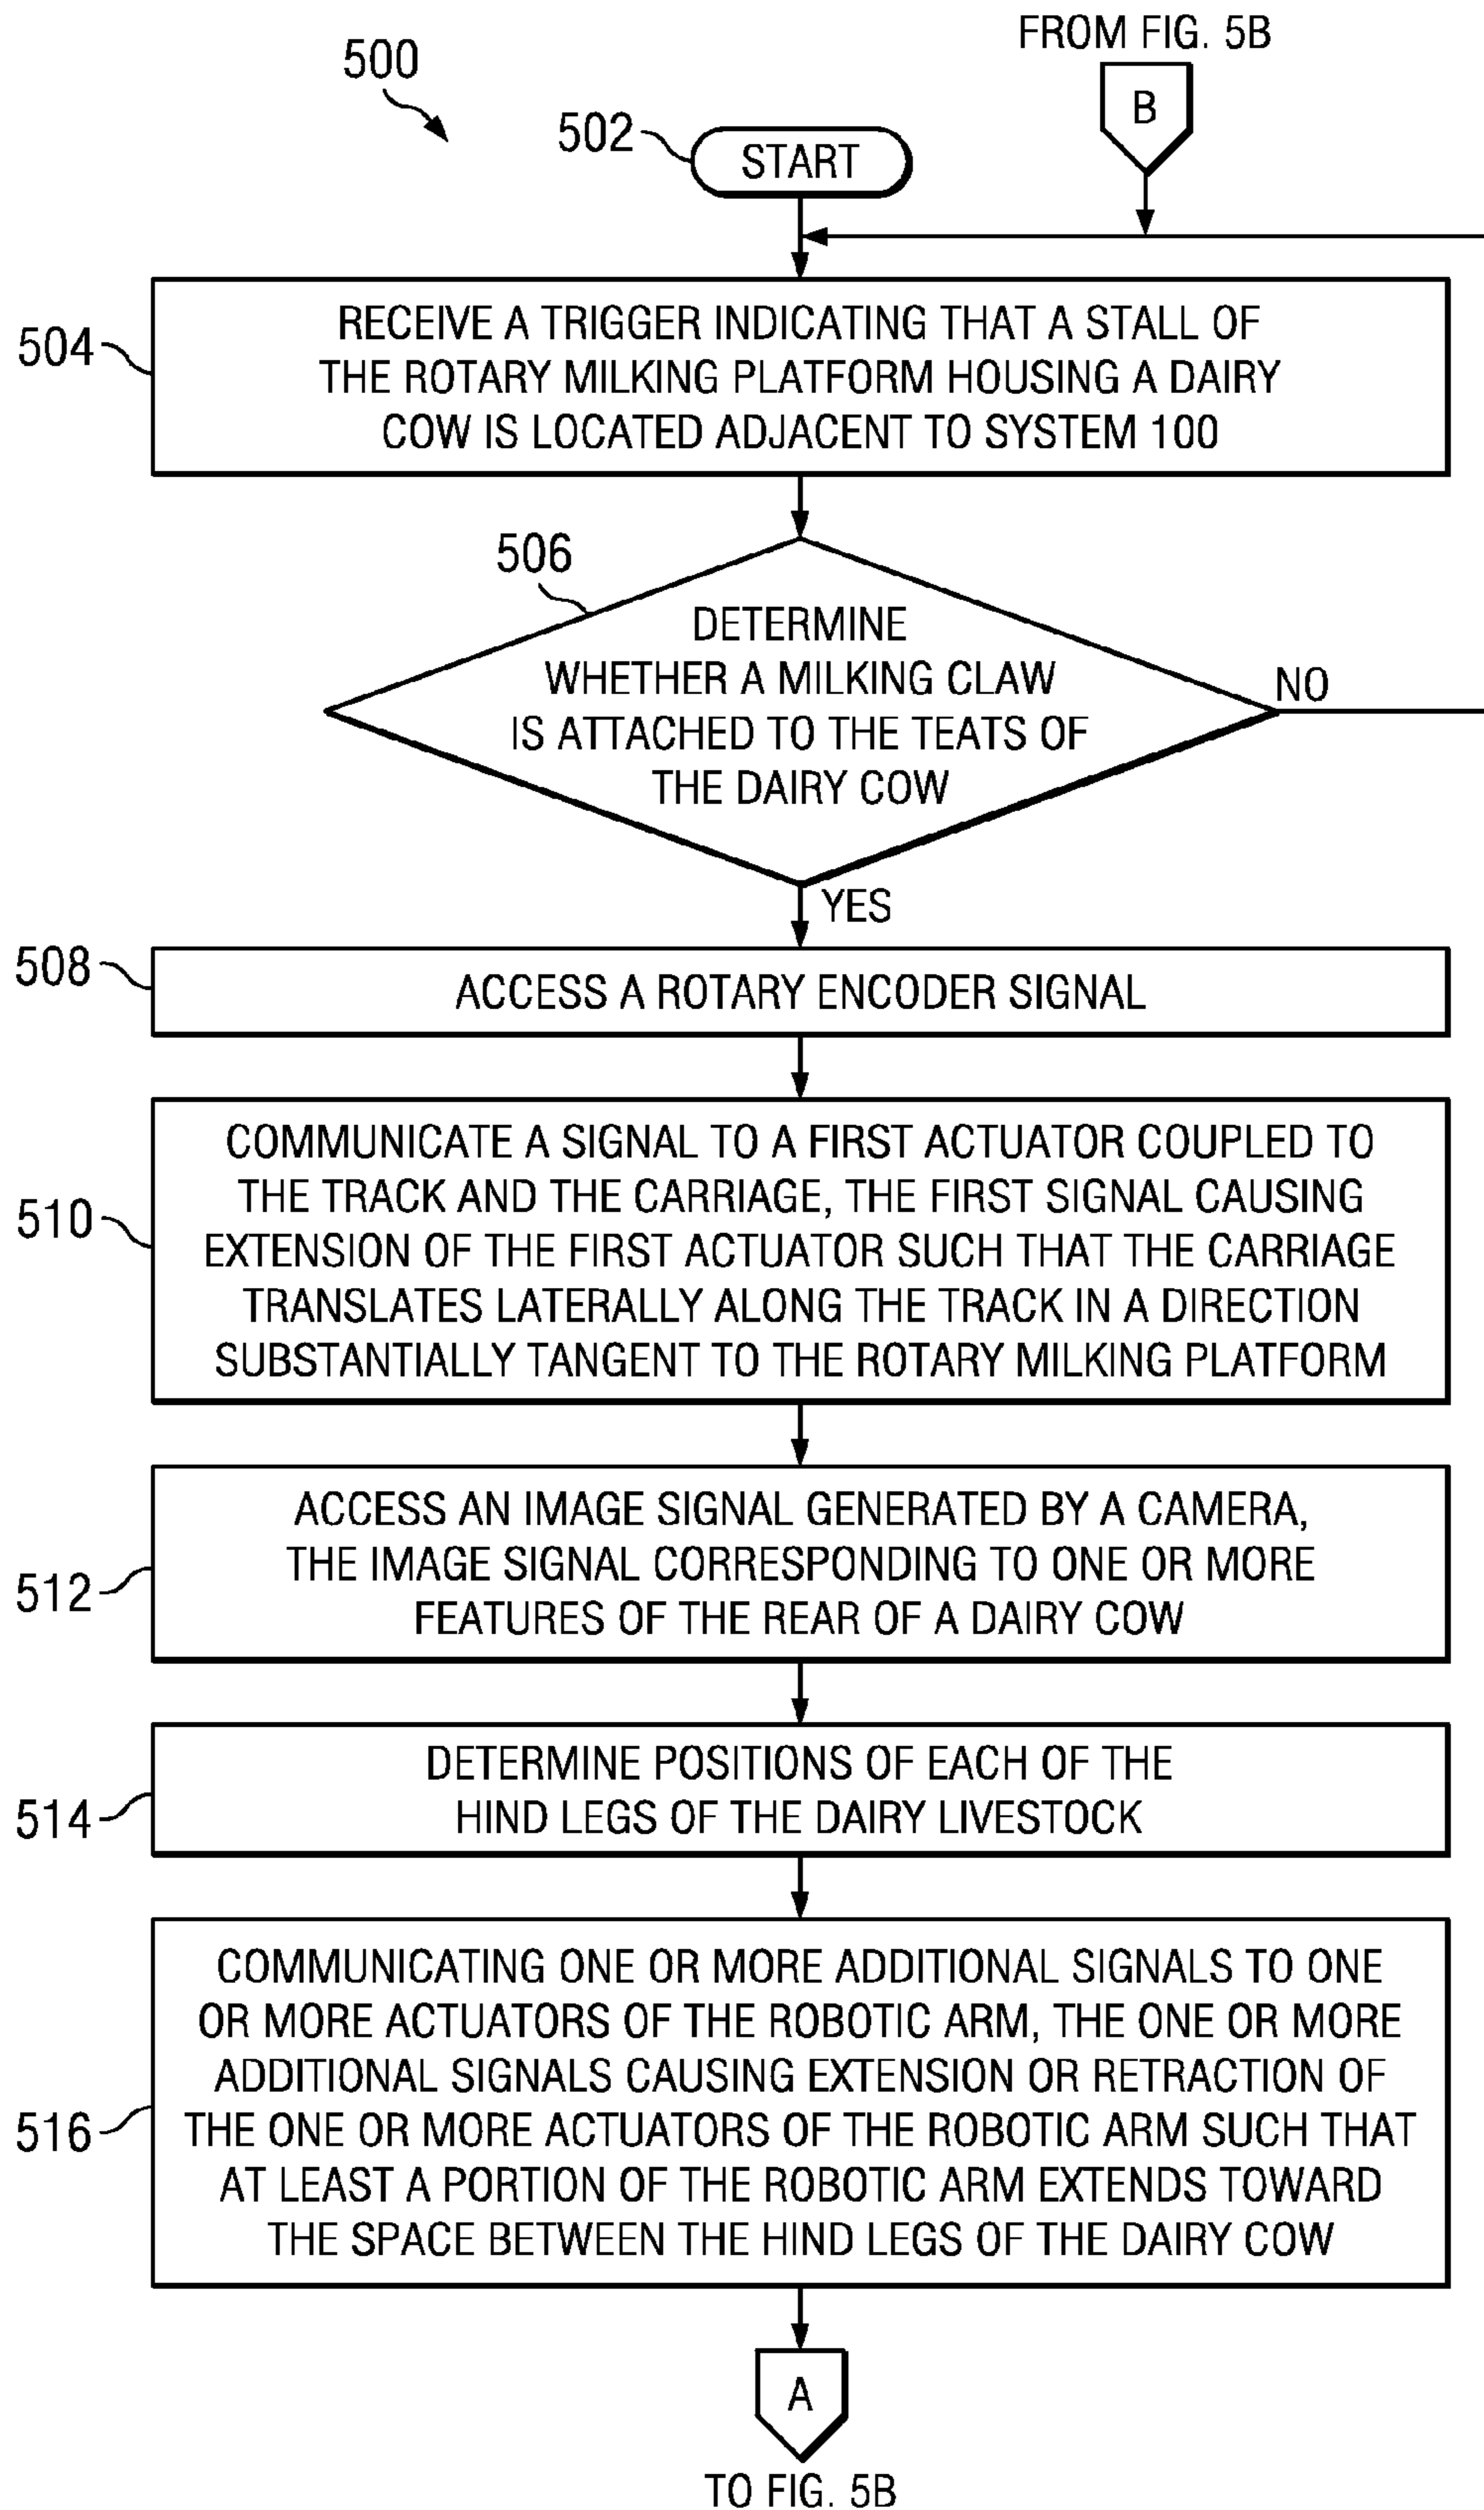 FROM FIG. 5B
500
B
502
START
504
RECEIVE A TRIGGER INDICATING THAT A STALL OF
THE ROTARY MILKING PLATFORM HOUSING A DAIRY
COW IS LOCATED ADJACENT TO SYSTEM 100
506
DETERMINE
WHETHER A MILKING CLAW
IS ATTACHED TO THE TEATS OF
THE DAIRY COW
NO
YES
508
ACCESS A ROTARY ENCODER SIGNAL
510
COMMUNICATE A SIGNAL TO A FIRST ACTUATOR COUPLED TO
THE TRACK AND THE CARRIAGE, THE FIRST SIGNAL CAUSING
EXTENSION OF THE FIRST ACTUATOR SUCH THAT THE CARRIAGE
TRANSLATES LATERALLY ALONG THE TRACK IN A DIRECTION
SUBSTANTIALLY TANGENT TO THE ROTARY MILKING PLATFORM
512
ACCESS AN IMAGE SIGNAL GENERATED BY A CAMERA,
THE IMAGE SIGNAL CORRESPONDING TO ONE OR MORE
FEATURES OF THE REAR OF A DAIRY COW
514
DETERMINE POSITIONS OF EACH OF THE
HIND LEGS OF THE DAIRY LIVESTOCK
516
COMMUNICATING ONE OR MORE ADDITIONAL SIGNALS TO ONE
OR MORE ACTUATORS OF THE ROBOTIC ARM, THE ONE OR MORE
ADDITIONAL SIGNALS CAUSING EXTENSION OR RETRACTION OF
THE ONE OR MORE ACTUATORS OF THE ROBOTIC ARM SUCH THAT
AT LEAST A PORTION OF THE ROBOTIC ARM EXTENDS TOWARD
THE SPACE BETWEEN THE HIND LEGS OF THE DAIRY COW
A
TO FIG. 5B